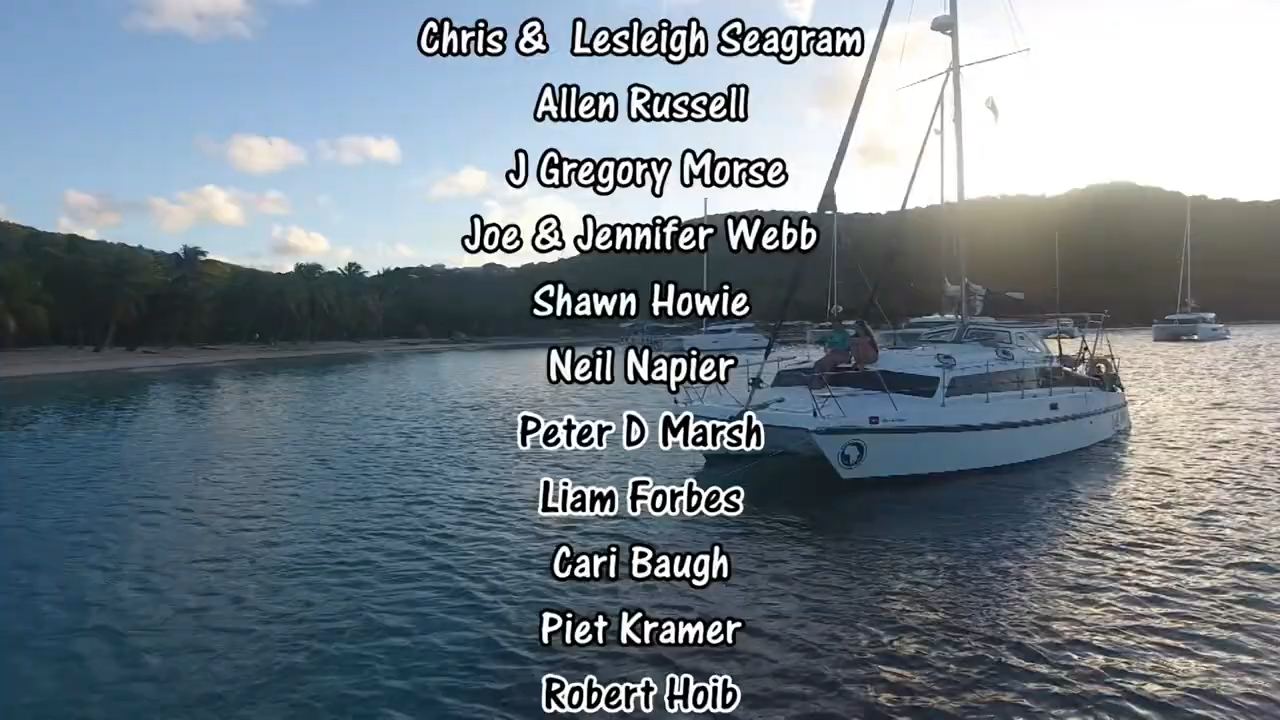 Chris &  Lesleigh Seagram
Allen Russell
J Gregory Morse
Joe & Jennifer Webb
Shawn Howie
Neil Napier
Peter D Marsh
Liam Forbes
Cari Baugh
Piet Kramer
Robert Hoib